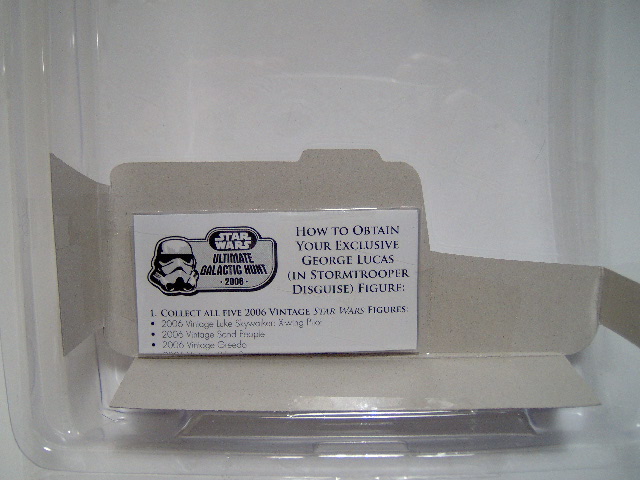 STAR
WARS
ULTIMATE
GALACTIC HUNT
· 2006 ·
HOW TO OBTAIN
YOUR EXCLUSIVE
GEORGE LUCAS
(IN STORMTROOPER
DISGUISE) FIGURE:
1. COLLECT ALL FIVE 2006 VINTAGE STAR WARS FIGURES:
• 2006 Vintage Luke Skywalker: X-wing Pilot
• 2006 Vintage Sand People
• 2006 Vintage Greedo